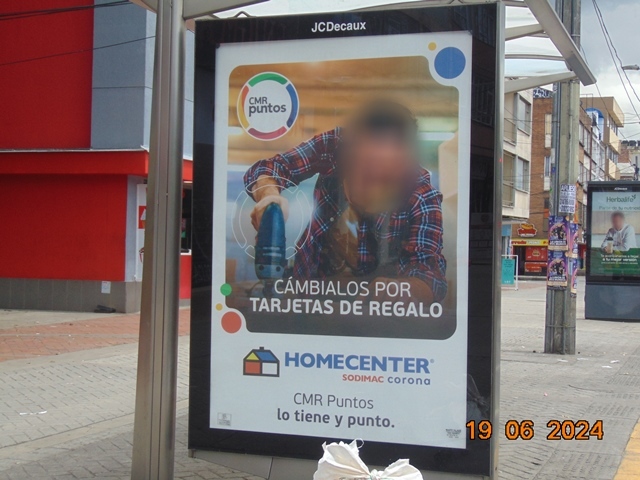 JCDecaux
CMR
puntos
CÁMBIALOS POR
TARJETAS DE REGALO
HOMECENTER
SODIMAC corona
CMR Puntos
lo tiene y punto.
Herbalife
19 06 2024